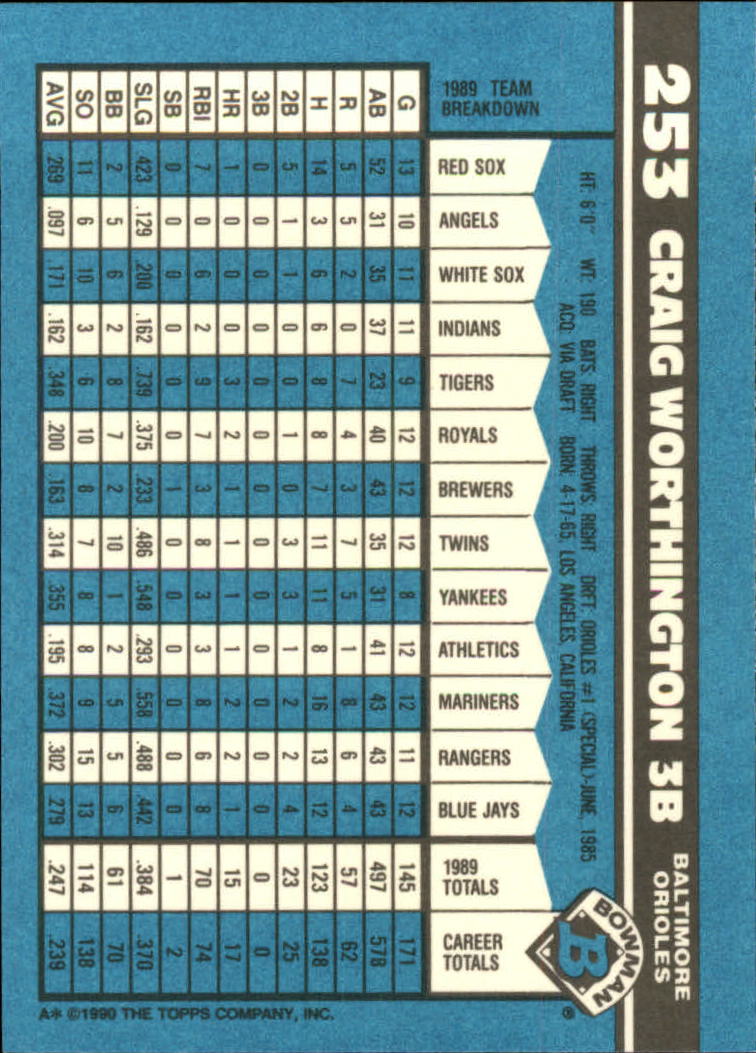 253 CRAIG WORTHINGTON 3B BALTIMORE ORIOLES
HT: 6'0" WT: 190 BATS: RIGHT THROWS: RIGHT DRFT: ORIOLES #1 (SPECIAL)-JUNE, 1985
ACQ: VIA DRAFT BORN: 4-17-65, LOS ANGELES, CALIFORNIA
BOWMAN
B
1989 TEAM BREAKDOWN G AB R H 2B 3B HR RBI SB SLG BB SO AVG
RED SOX 13 52 5 14 5 0 1 7 0 .423 2 11 .269
ANGELS 10 31 5 3 1 0 0 0 0 .129 5 6 .097
WHITE SOX 11 35 2 6 1 0 0 6 0 .200 6 10 .171
INDIANS 11 37 0 6 0 0 0 2 0 .162 2 3 .162
TIGERS 9 23 7 8 0 0 3 9 0 .739 8 6 .348
ROYALS 12 40 4 8 1 0 2 7 0 .375 7 10 .200
BREWERS 12 43 3 7 0 0 1 3 1 .233 2 8 .163
TWINS 12 35 7 11 3 0 1 8 0 .486 10 7 .314
YANKEES 8 31 5 11 3 0 1 3 0 .548 1 8 .355
ATHLETICS 12 41 1 8 1 0 1 3 0 .293 2 8 .195
MARINERS 12 43 8 16 2 0 2 8 0 .558 5 9 .372
RANGERS 11 43 6 13 2 0 2 6 0 .488 5 15 .302
BLUE JAYS 12 43 4 12 4 0 1 8 0 .442 6 13 .279
1989 TOTALS 145 497 57 123 23 0 15 70 1 .384 61 114 .247
CAREER TOTALS 171 578 62 138 25 0 17 74 2 .370 70 138 .239
A* ©1990 THE TOPPS COMPANY, INC.
®